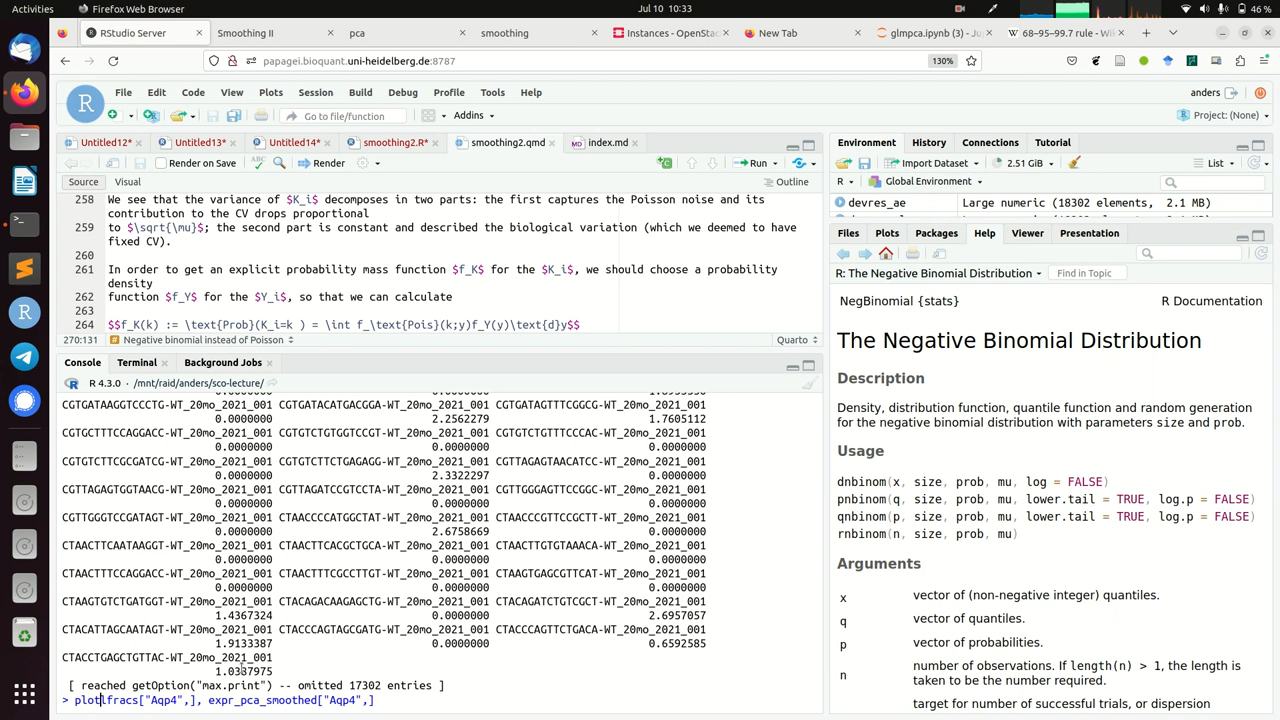 Activities
Firefox Web Browser
Jul 10 10:33
46 %
RStudio Server
Smoothing II
pca
smoothing
Instances - OpenStac
New Tab
glmpca.ipynb (3) - Ju
68–95–99.7 rule - Wi
papagei.bioquant.uni-heidelberg.de:8787
130%
File Edit Code View Plots Session Build Debug Profile Tools Help
anders
Go to file/function
Addins
Project: (None)
Untitled12*
Untitled13*
Untitled14*
smoothing2.R*
smoothing2.qmd
index.md
Render on Save
Render
Run
Source
Visual
Outline
258 We see that the variance of $K_i$ decomposes in two parts: the first captures the Poisson noise and its
contribution to the CV drops proportional
259 to $\sqrt{\mu}$; the second part is constant and described the biological variation (which we deemed to have
fixed CV).
260
261 In order to get an explicit probability mass function $f_K$ for the $K_i$, we should choose a probability
density
262 function $f_Y$ for the $Y_i$, so that we can calculate
263
264 $$f_K(k) := \text{Prob}(K_i=k ) = \int f_\text{Pois}(k;y)f_Y(y)\text{d}y$$
270:131
Negative binomial instead of Poisson
Quarto
Console
Terminal
Background Jobs
R 4.3.0 · /mnt/raid/anders/sco-lecture/
CGTGATAAGGTCCCTG-WT_20mo_2021_001 CGTGATACATGACGGA-WT_20mo_2021_001 CGTGATAGTTTCGGCG-WT_20mo_2021_001
0.0000000 2.2562279 1.7605112
CGTGCTTTCCAGGACC-WT_20mo_2021_001 CGTGTCTGTGGTCCGT-WT_20mo_2021_001 CGTGTCTGTTTCCCAC-WT_20mo_2021_001
0.0000000 0.0000000 0.0000000
CGTGTCTTCGCGATCG-WT_20mo_2021_001 CGTGTCTTCTGAGAGG-WT_20mo_2021_001 CGTTAGAGTAACATCC-WT_20mo_2021_001
0.0000000 2.3322297 0.0000000
CGTTAGAGTGGTAACG-WT_20mo_2021_001 CGTTAGATCCGTCCTA-WT_20mo_2021_001 CGTTGGGAGTTCCGGC-WT_20mo_2021_001
0.0000000 0.0000000 0.0000000
CGTTGGGTCCGATAGT-WT_20mo_2021_001 CTAACCCCATGGCTAT-WT_20mo_2021_001 CTAACCCGTTCCGCTT-WT_20mo_2021_001
0.0000000 2.6758669 0.0000000
CTAACTTCAATAAGGT-WT_20mo_2021_001 CTAACTTCACGCTGCA-WT_20mo_2021_001 CTAACTTGTGTAAACA-WT_20mo_2021_001
0.0000000 0.0000000 0.0000000
CTAACTTTCCAGGACC-WT_20mo_2021_001 CTAACTTTCGCCTTGT-WT_20mo_2021_001 CTAAGTGAGCGTTCAT-WT_20mo_2021_001
0.0000000 0.0000000 0.0000000
CTAAGTGTCTGATGGT-WT_20mo_2021_001 CTACAGACAAGAGCTG-WT_20mo_2021_001 CTACAGATCTGTCGCT-WT_20mo_2021_001
1.4367324 0.0000000 2.6957057
CTACATTAGCAATAGT-WT_20mo_2021_001 CTACCCAGTAGCGATG-WT_20mo_2021_001 CTACCCAGTTCTGACA-WT_20mo_2021_001
1.9133387 0.0000000 0.6592585
CTACCTGAGCTGTTAC-WT_20mo_2021_001
1.0337975
[ reached getOption("max.print") -- omitted 17302 entries ]
> plotlfracs["Aqp4",], expr_pca_smoothed["Aqp4",]
Environment
History
Connections
Tutorial
Import Dataset
2.51 GiB
List
R
Global Environment
devres_ae Large numeric (18302 elements, 2.1 MB)
Files
Plots
Packages
Help
Viewer
Presentation
R: The Negative Binomial Distribution
Find in Topic
NegBinomial {stats}
R Documentation
The Negative Binomial Distribution
Description
Density, distribution function, quantile function and random generation
for the negative binomial distribution with parameters size and prob.
Usage
dnbinom(x, size, prob, mu, log = FALSE)
pnbinom(q, size, prob, mu, lower.tail = TRUE, log.p = FALSE)
qnbinom(p, size, prob, mu, lower.tail = TRUE, log.p = FALSE)
rnbinom(n, size, prob, mu)
Arguments
x vector of (non-negative integer) quantiles.
q vector of quantiles.
p vector of probabilities.
n number of observations. If length(n) > 1, the length is
taken to be the number required.
target for number of successful trials, or dispersion